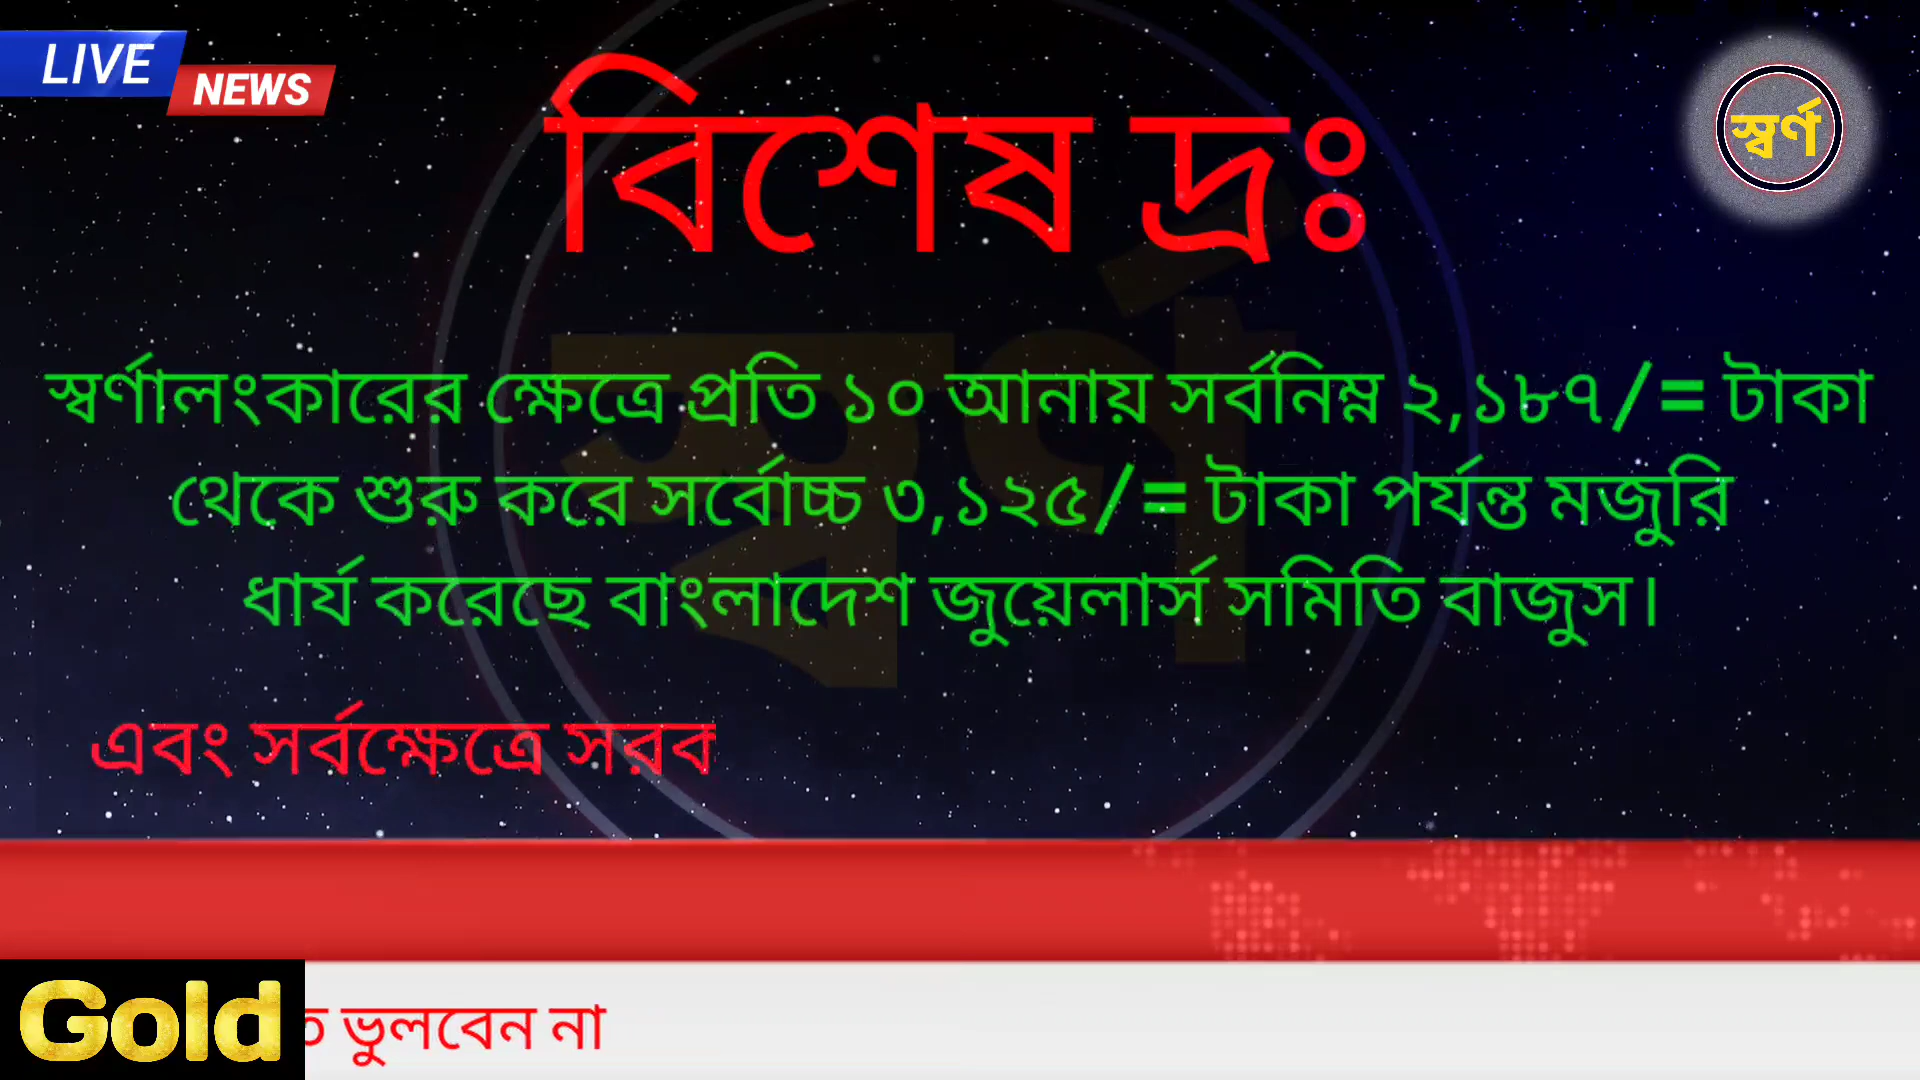 LIVE
NEWS
স্বর্ণ
বিশেষ দ্রঃ
স্বর্ণালংকারের ক্ষেত্রে প্রতি ১০ আনায় সর্বনিম্ন ২,১৮৭/= টাকা
থেকে শুরু করে সর্বোচ্চ ৩,১২৫/= টাকা পর্যন্ত মজুরি
ধার্য করেছে বাংলাদেশ জুয়েলার্স সমিতি বাজুস।
এবং সর্বক্ষেত্রে
Gold
ভুলবেন না